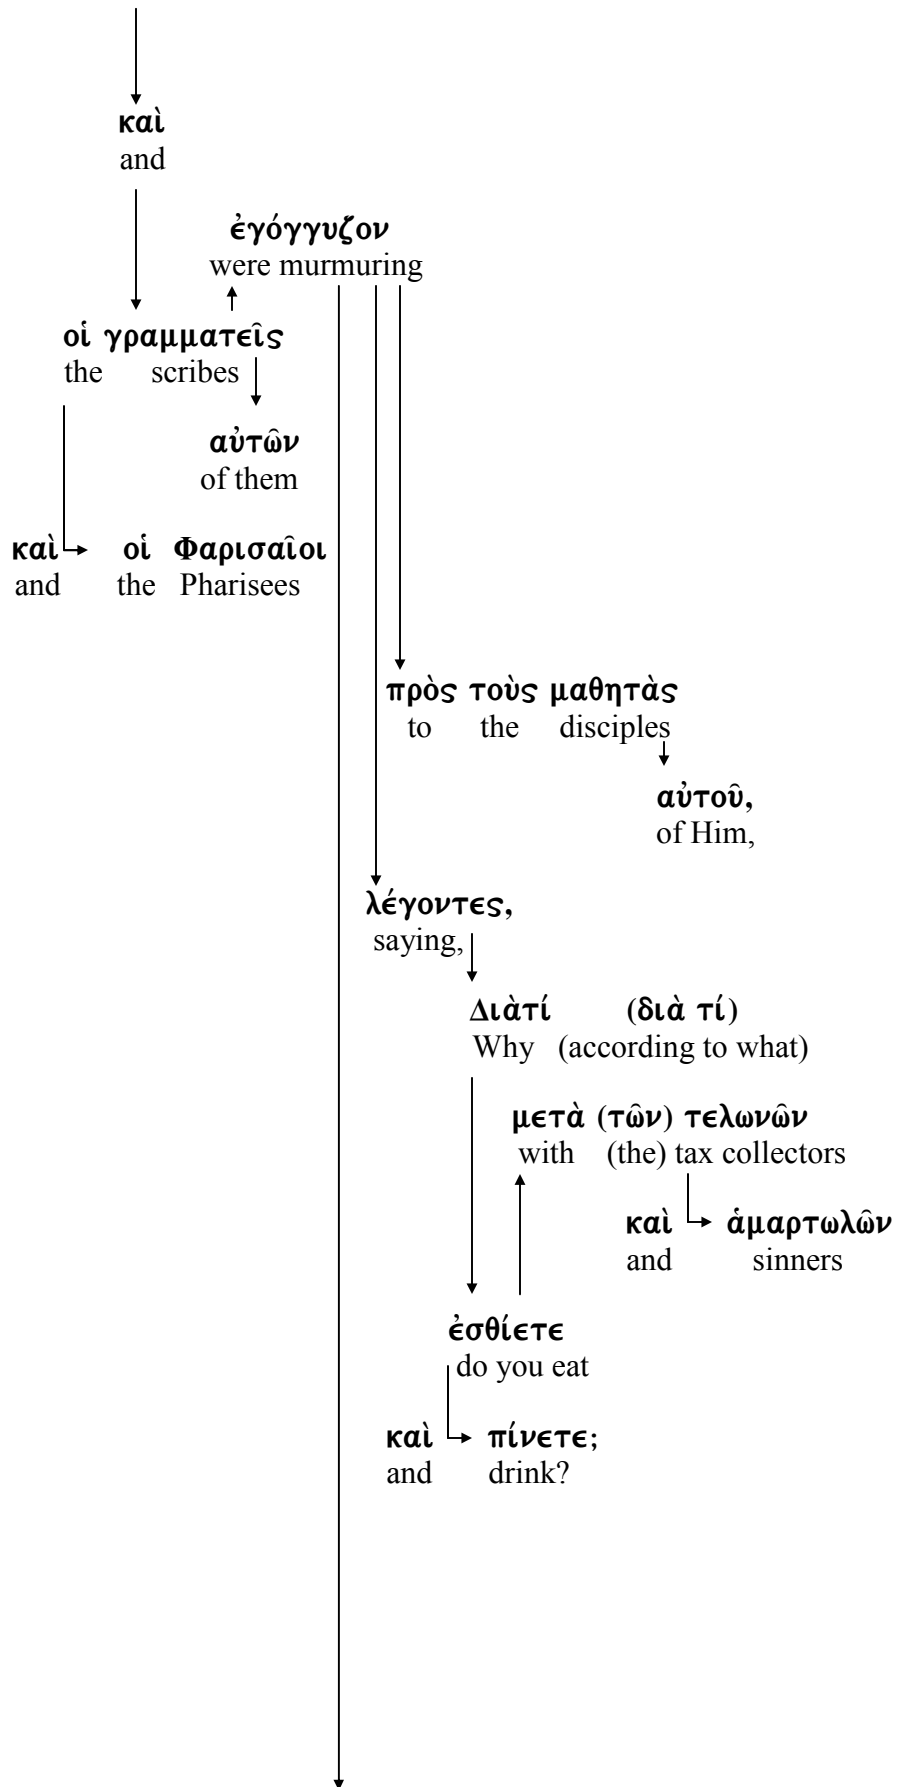 καὶ
and
ἐγόγγυζον
were murmuring
οἱ γραμματεῖς
the scribes
αὐτῶν
of them
καὶ οἱ Φαρισαῖοι
and the Pharisees
πρὸς τοὺς μαθητὰς
to the disciples
αὐτοῦ,
of Him,
λέγοντες,
saying,
Διὰτί (διὰ τί)
Why (according to what)
μετὰ (τῶν) τελωνῶν
with (the) tax collectors
καὶ ἁμαρτωλῶν
and sinners
ἐσθίετε
do you eat
καὶ πίνετε;
and drink?